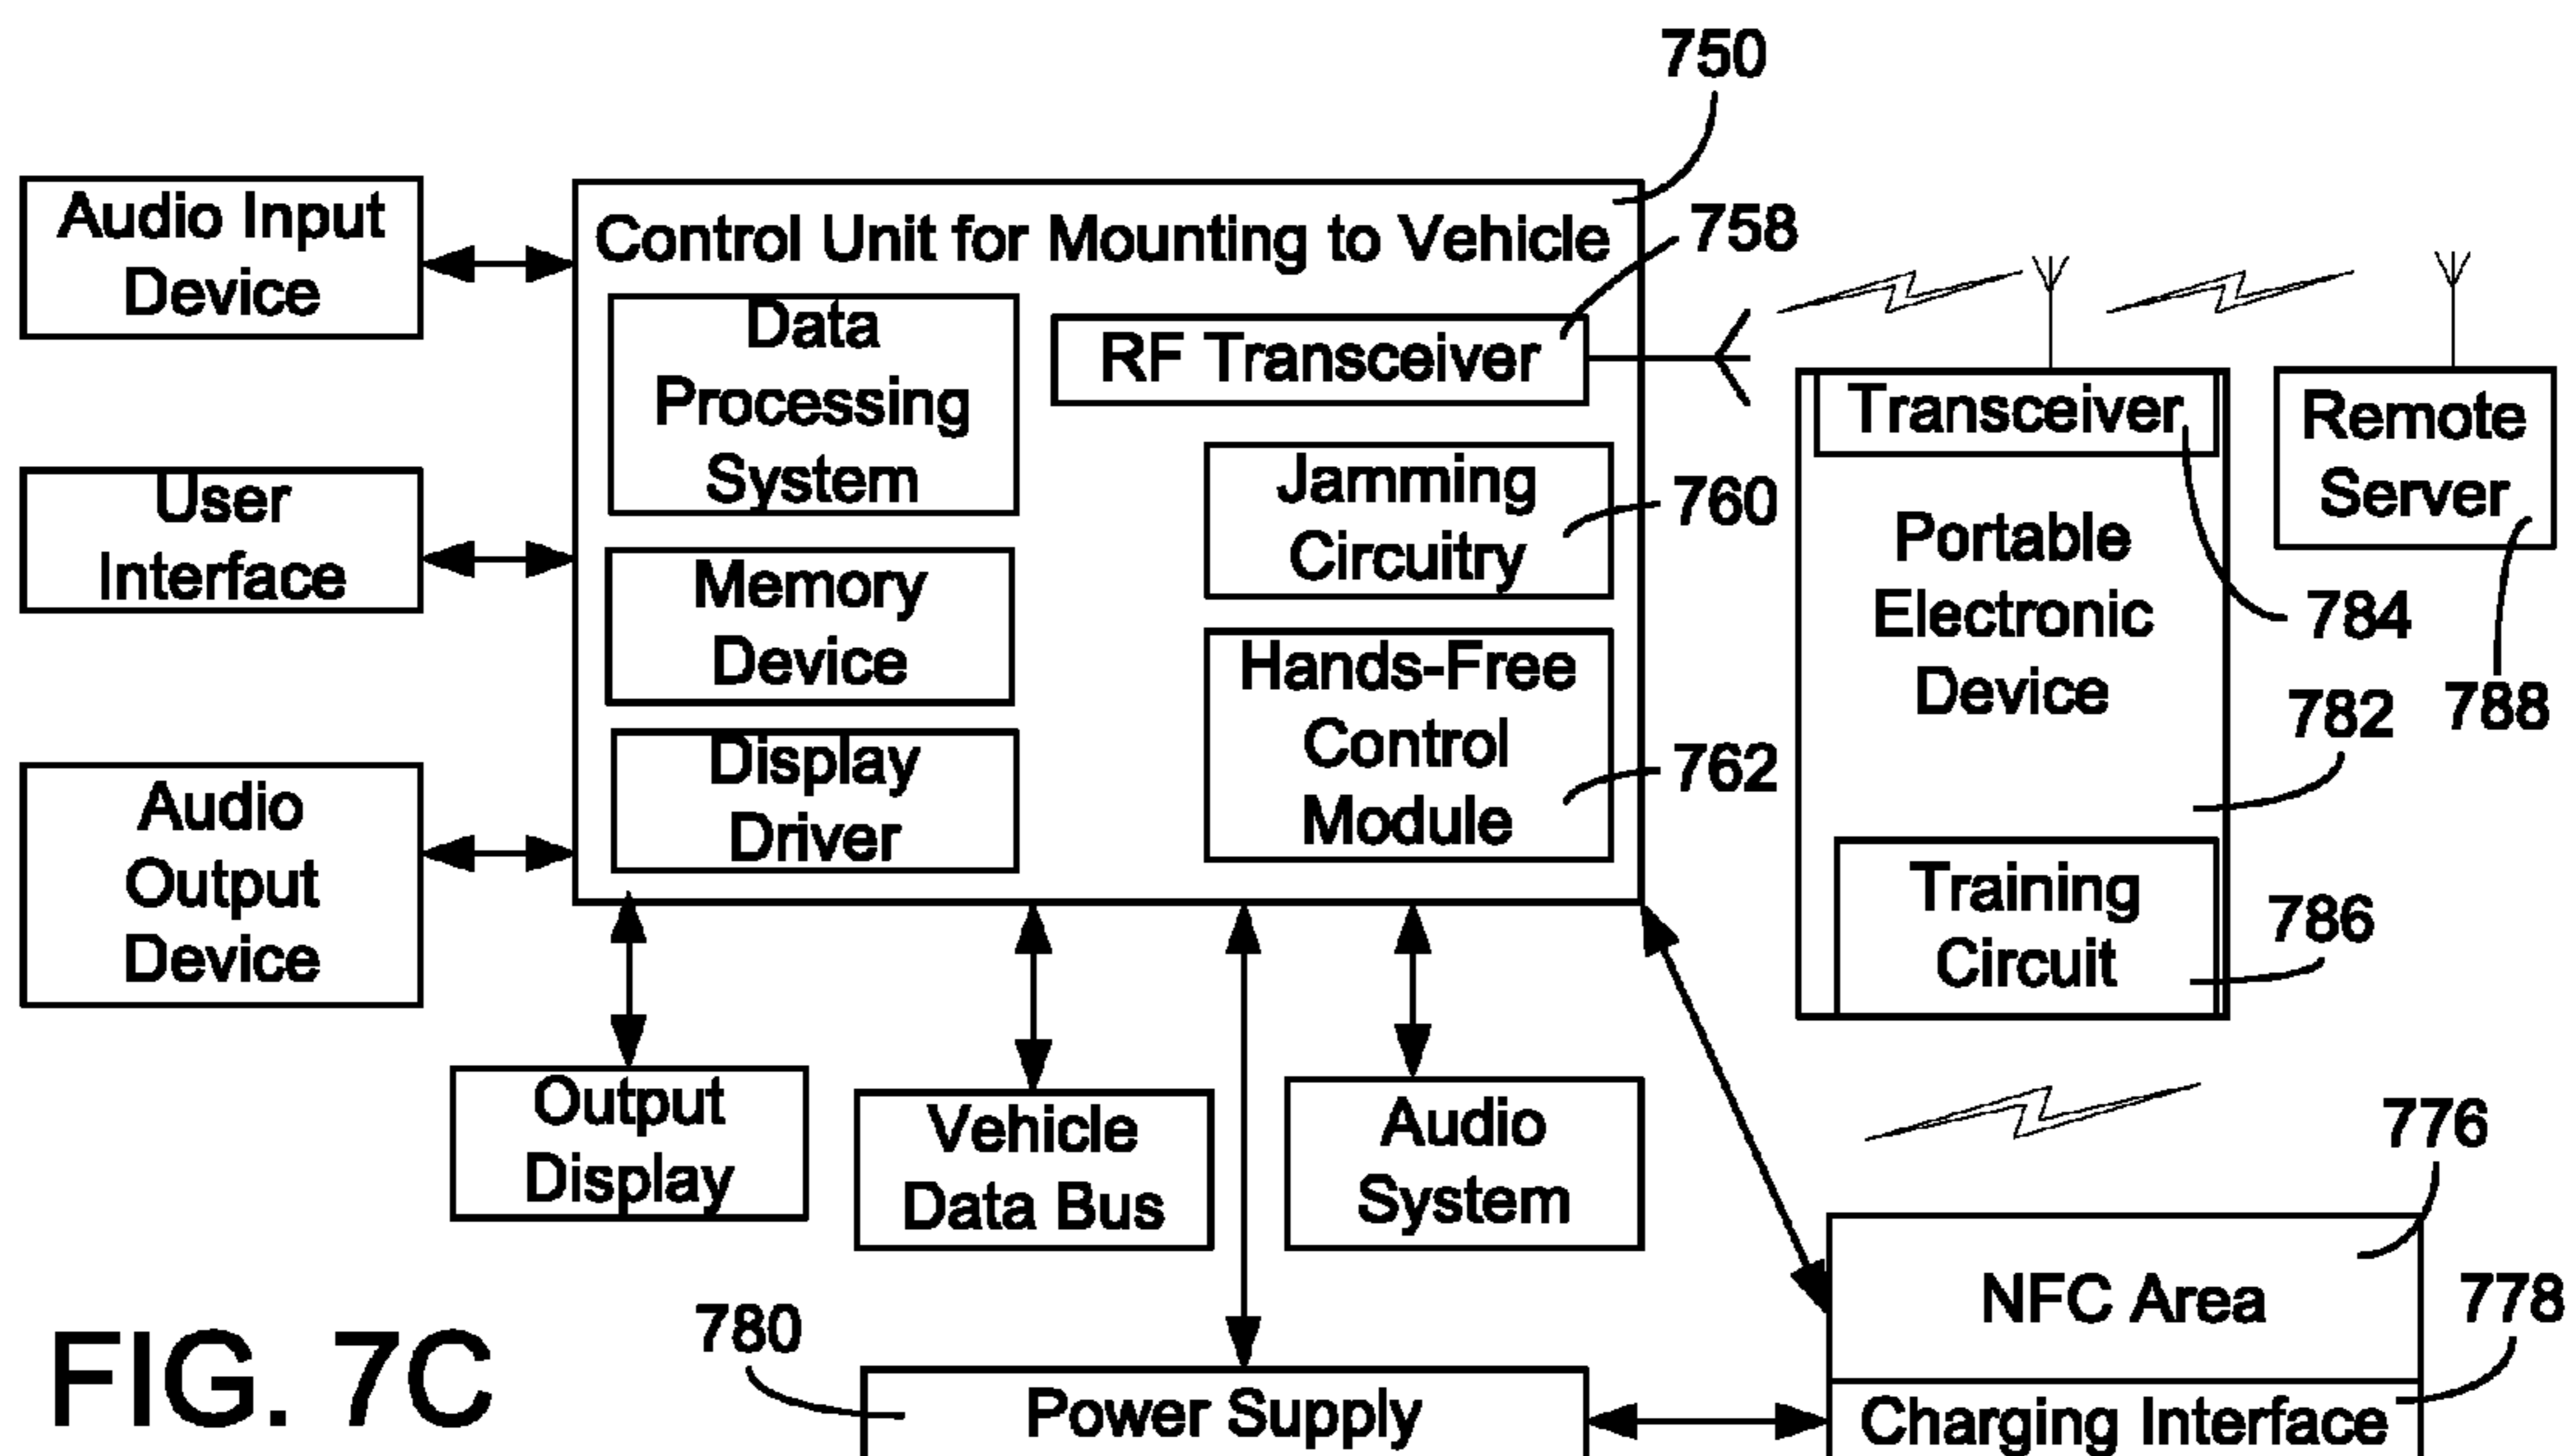 750
Audio Input
Device
Control Unit for Mounting to Vehicle
758
Data
Processing
System
RF Transceiver
Transceiver
Remote
Server
User
Interface
Jamming
Circuitry
760
Portable
Electronic
Device
784
Memory
Device
Hands-Free
Control
Module
762
782
788
Audio
Output
Device
Display
Driver
Training
Circuit
786
Output
Display
Vehicle
Data Bus
Audio
System
776
NFC Area
778
780
Power Supply
Charging Interface
FIG. 7C